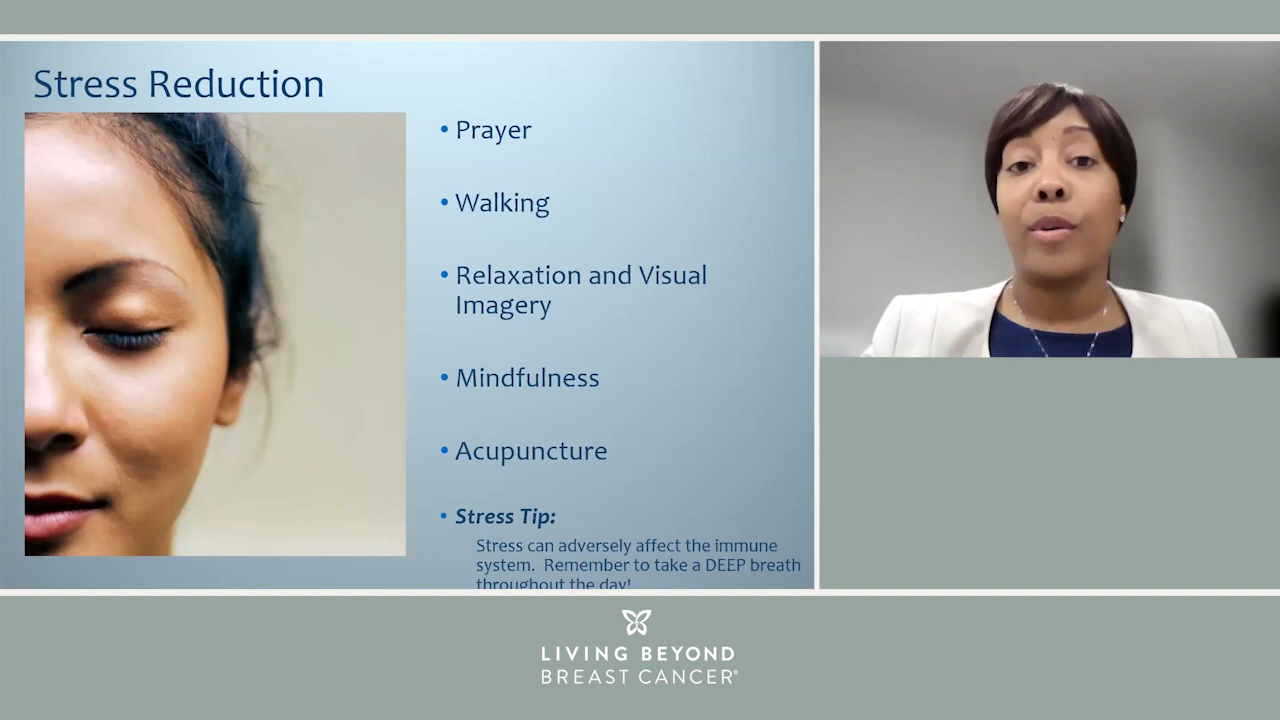 Stress Reduction
• Prayer
• Walking
• Relaxation and Visual
Imagery
• Mindfulness
• Acupuncture
• Stress Tip:
Stress can adversely affect the immune
system. Remember to take a DEEP breath
throughout the day!
LIVING BEYOND
BREAST CANCER®